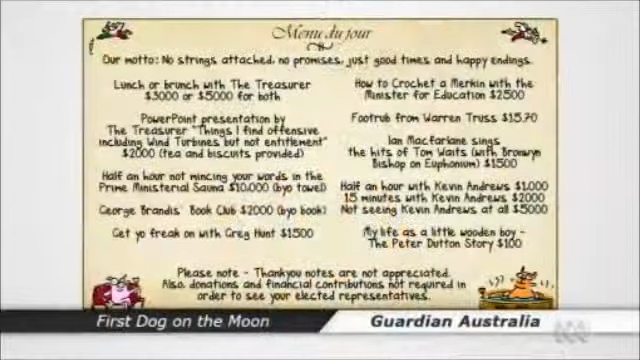 Menu du jour
Our motto: No strings attached, no promises, just good times and happy endings.
Lunch or brunch with The Treasurer
$3000 or $5000 for both
PowerPoint presentation by
The Treasurer "Things I find offensive
including Wind Turbines but not entitlement"
$2000 (tea and biscuits provided)
Half an hour not mincing your words in the
Prime Ministerial Sauna $10,000 (byo towel)
George Brandis' Book Club $2000 (byo book)
Get yo freak on with Greg Hunt $1500
How to Crochet a Merkin with the
Minister for Education $2500
Footrub from Warren Truss $15.70
Ian Macfarlane sings
the hits of Tom Waits (with Bronwyn
Bishop on Euphonium) $1500
Half an hour with Kevin Andrews $1,000
15 minutes with Kevin Andrews $2000
Not seeing Kevin Andrews at all $5000
My life as a little wooden boy -
The Peter Dutton Story $100
Please note - Thankyou notes are not appreciated.
Also, donations and financial contributions not required in
order to see your elected representatives.
First Dog on the Moon
Guardian Australia